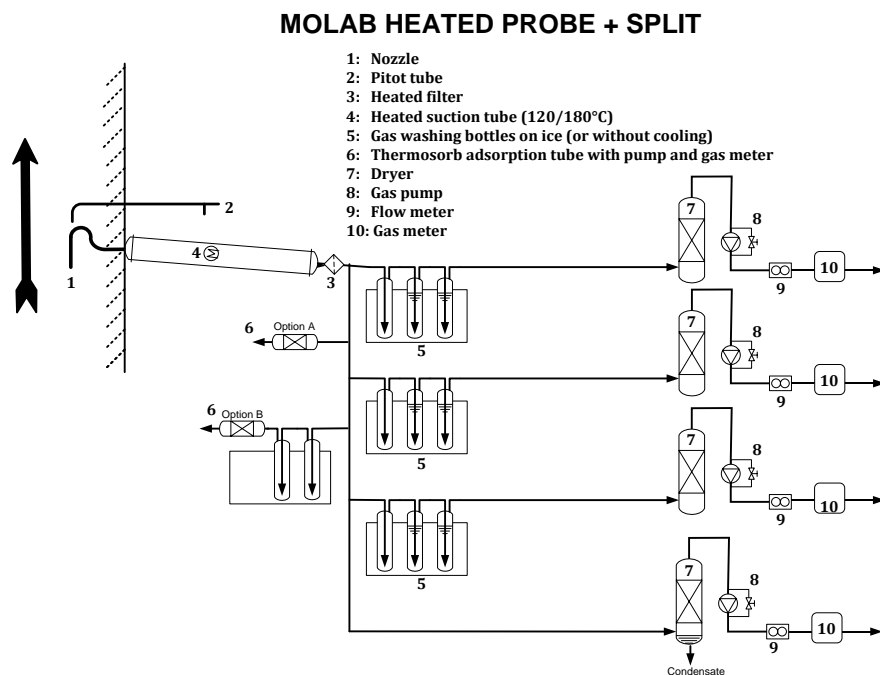 MOLAB HEATED PROBE + SPLIT
1: Nozzle
2: Pitot tube
3: Heated filter
4: Heated suction tube (120/180°C)
5: Gas washing bottles on ice (or without cooling)
6: Thermosorb adsorption tube with pump and gas meter
7: Dryer
8: Gas pump
9: Flow meter
10: Gas meter
2
4
1
3
7
8
9
10
5
6
Option A
7
8
9
10
5
6
Option B
7
8
9
10
5
7
8
9
10
Condensate